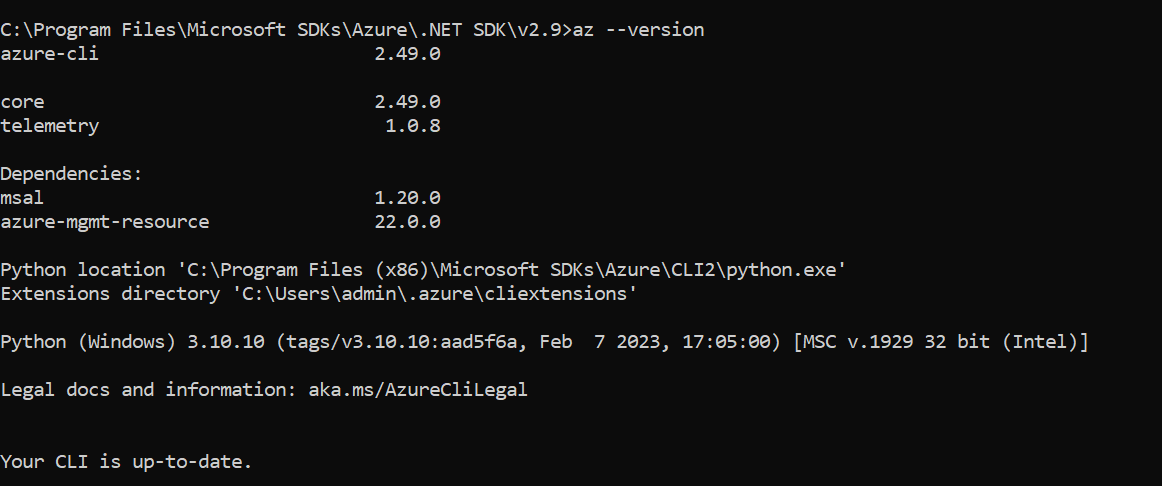 C:\Program Files\Microsoft SDKs\Azure\.NET SDK\v2.9>az --version
azure-cli                         2.49.0
core                              2.49.0
telemetry                          1.0.8
Dependencies:
msal                              1.20.0
azure-mgmt-resource               22.0.0
Python location 'C:\Program Files (x86)\Microsoft SDKs\Azure\CLI2\python.exe'
Extensions directory 'C:\Users\admin\.azure\cliextensions'
Python (Windows) 3.10.10 (tags/v3.10.10:aad5f6a, Feb  7 2023, 17:05:00) [MSC v.1929 32 bit (Intel)]
Legal docs and information: aka.ms/AzureCliLegal
Your CLI is up-to-date.